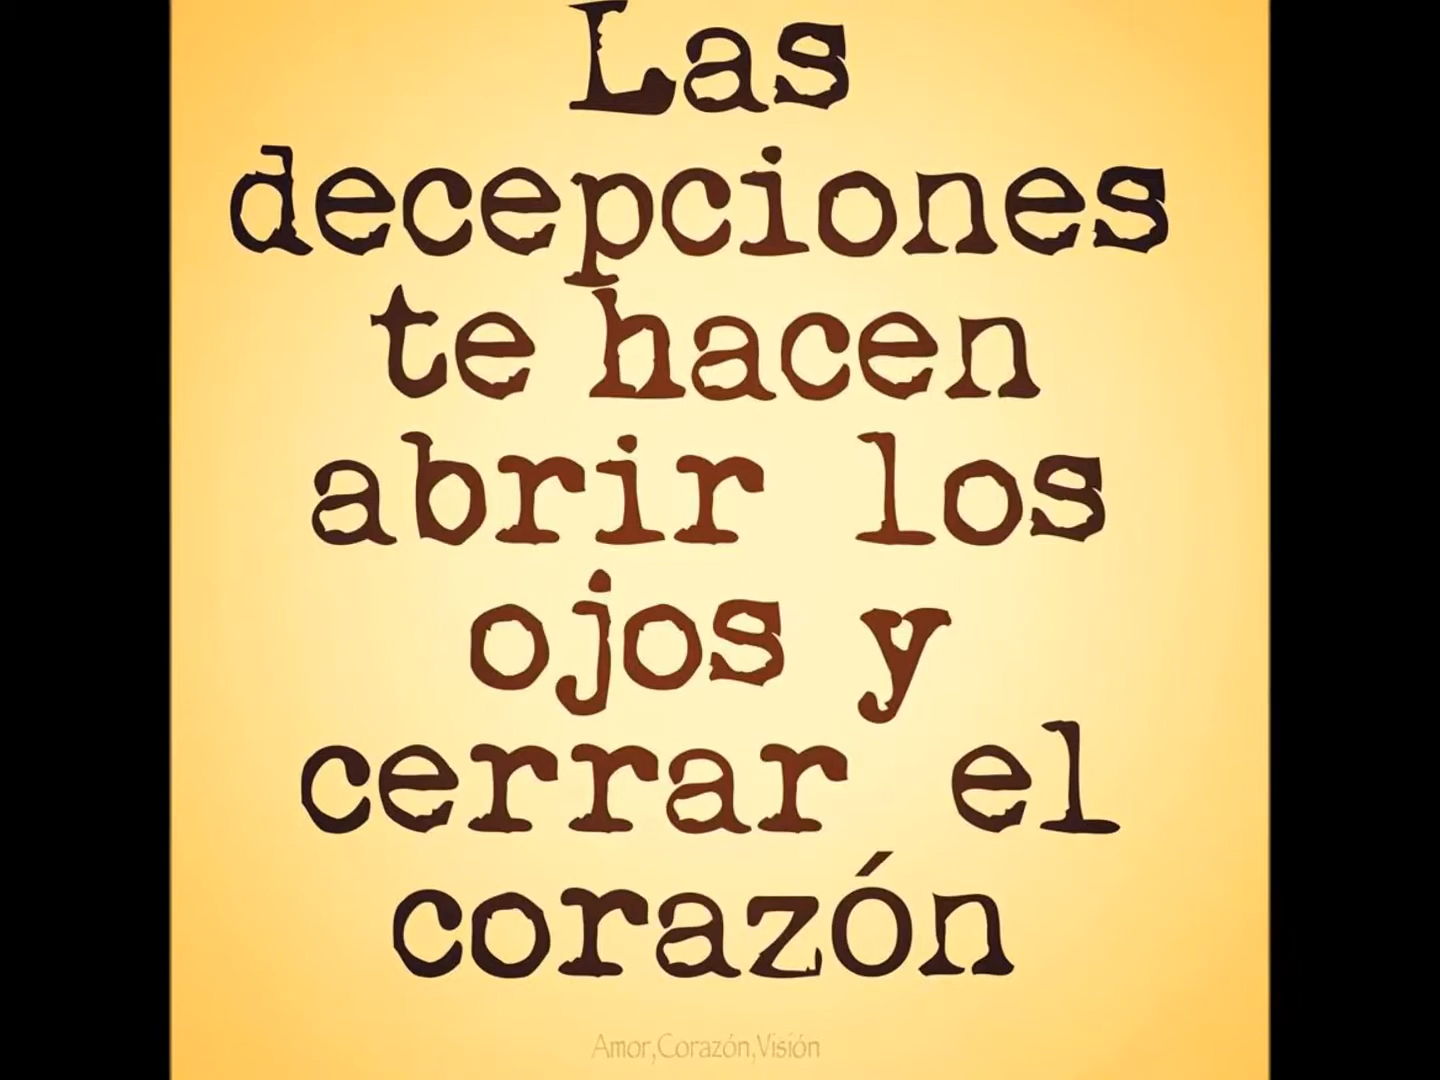 Las
decepciones
te hacen
abrir los
ojos y
cerrar el
corazón
Amor,Corazón,Visión